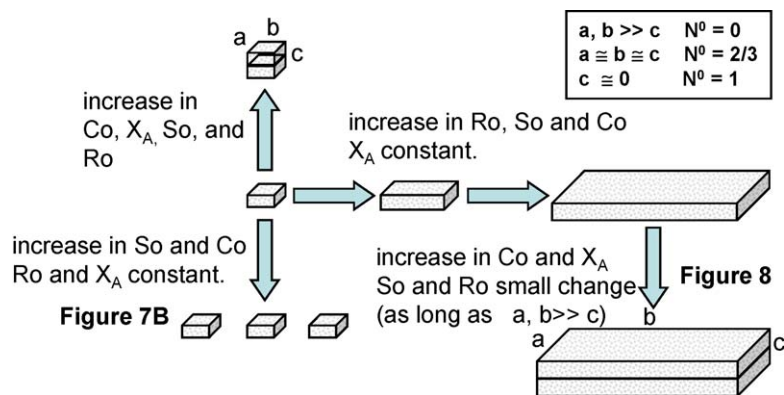 a b c
a, b >> c N⁰ = 0
a ≅ b ≅ c N⁰ = 2/3
c ≅ 0 N⁰ = 1
increase in
Co, X_A, So, and
Ro
increase in Ro, So and Co
X_A constant.
increase in So and Co
Ro and X_A constant.
Figure 7B
increase in Co and X_A
So and Ro small change
(as long as a, b>> c)
Figure 8
a b c